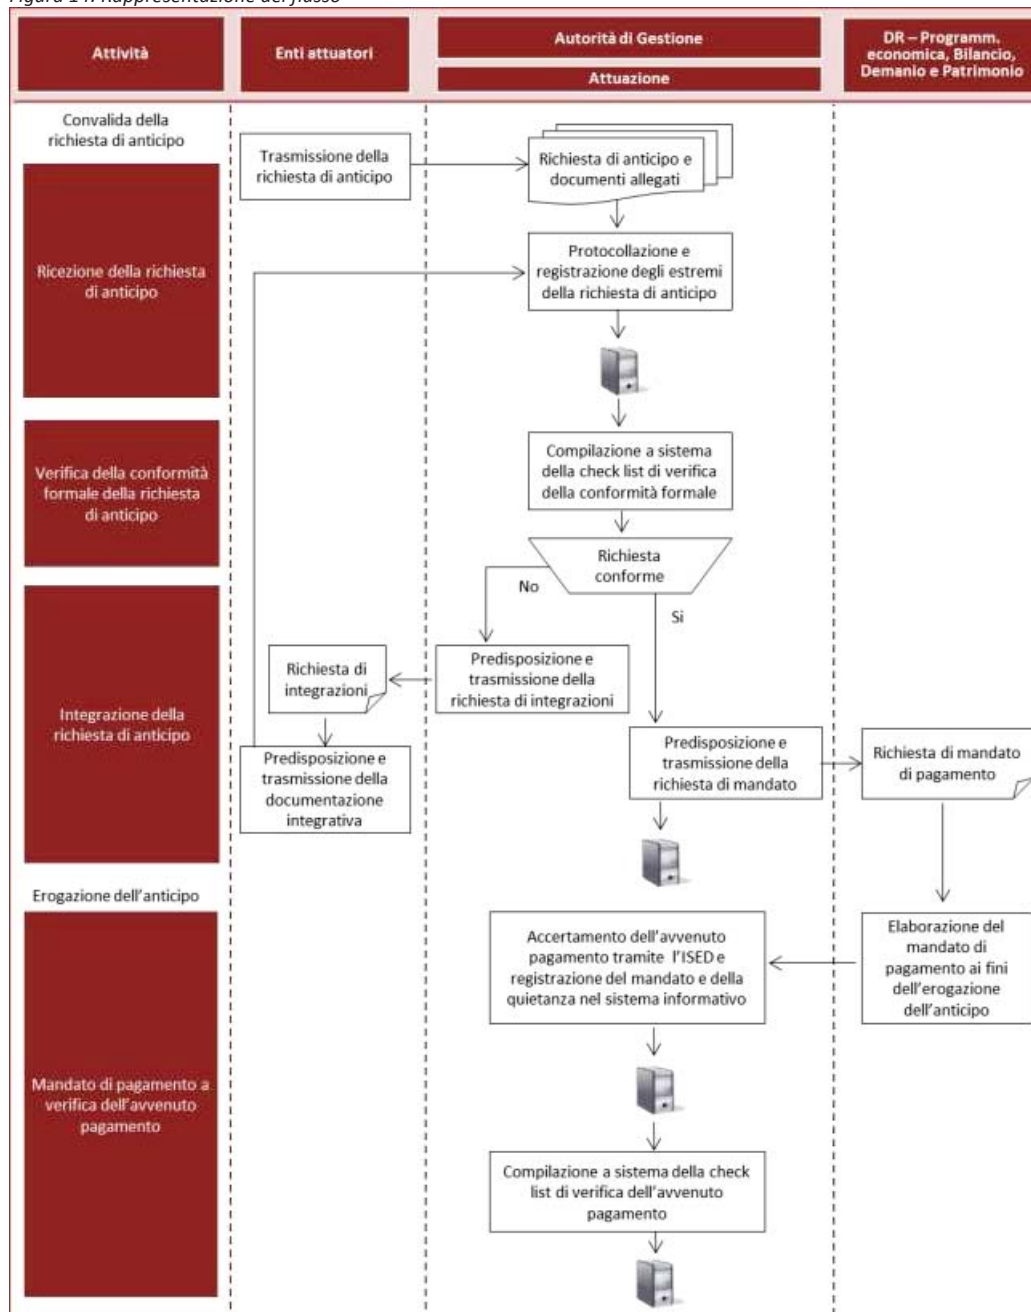 Figura 14: Rappresentazione del flusso
Attività
Enti attuatori
Autorità di Gestione
Attuazione
DR – Programm.
economica, Bilancio,
Demanio e Patrimonio
Convalida della
richiesta di anticipo
Trasmissione della
richiesta di anticipo
Richiesta di anticipo e
documenti allegati
Ricezione della richiesta
di anticipo
Protocollazione e
registrazione degli estremi
della richiesta di anticipo
Verifica della conformità
formale della richiesta
di anticipo
Compilazione a sistema
della check list di verifica
della conformità formale
Richiesta
conforme
No
Si
Integrazione della
richiesta di anticipo
Richiesta di
integrazioni
Predisposizione e
trasmissione della
richiesta di integrazioni
Predisposizione e
trasmissione della
documentazione
integrativa
Predisposizione e
trasmissione della
richiesta di mandato
Richiesta di mandato
di pagamento
Erogazione dell'anticipo
Mandato di pagamento a
verifica dell'avvenuto
pagamento
Accertamento dell'avvenuto
pagamento tramite l'ISED e
registrazione del mandato e della
quietanza nel sistema informativo
Elaborazione del
mandato di
pagamento ai fini
dell'erogazione
dell'anticipo
Compilazione a sistema della check
list di verifica dell'avvenuto
pagamento